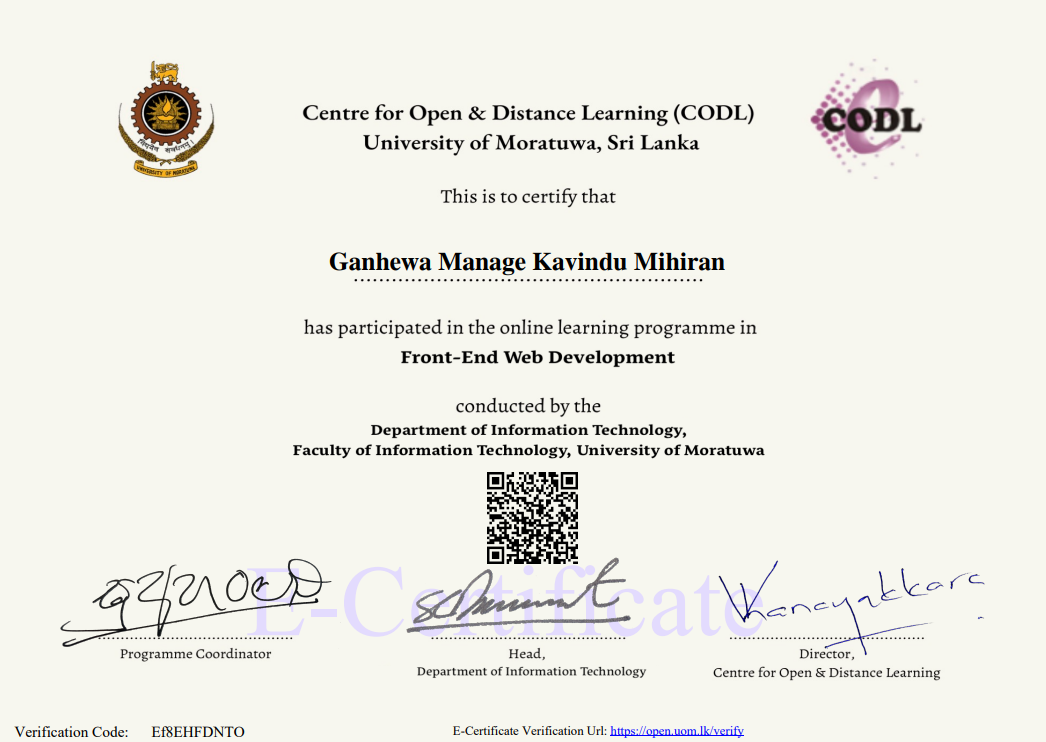 Centre for Open & Distance Learning (CODL)
University of Moratuwa, Sri Lanka
CODL
UNIVERSITY OF MORATUWA
This is to certify that
Ganhewa Manage Kavindu Mihiran
has participated in the online learning programme in
Front-End Web Development
conducted by the
Department of Information Technology,
Faculty of Information Technology, University of Moratuwa
E-Certificate
Programme Coordinator
Head,
Department of Information Technology
Director,
Centre for Open & Distance Learning
Verification Code: Ef8EHFDNTO
E-Certificate Verification Url: https://open.uom.lk/verify